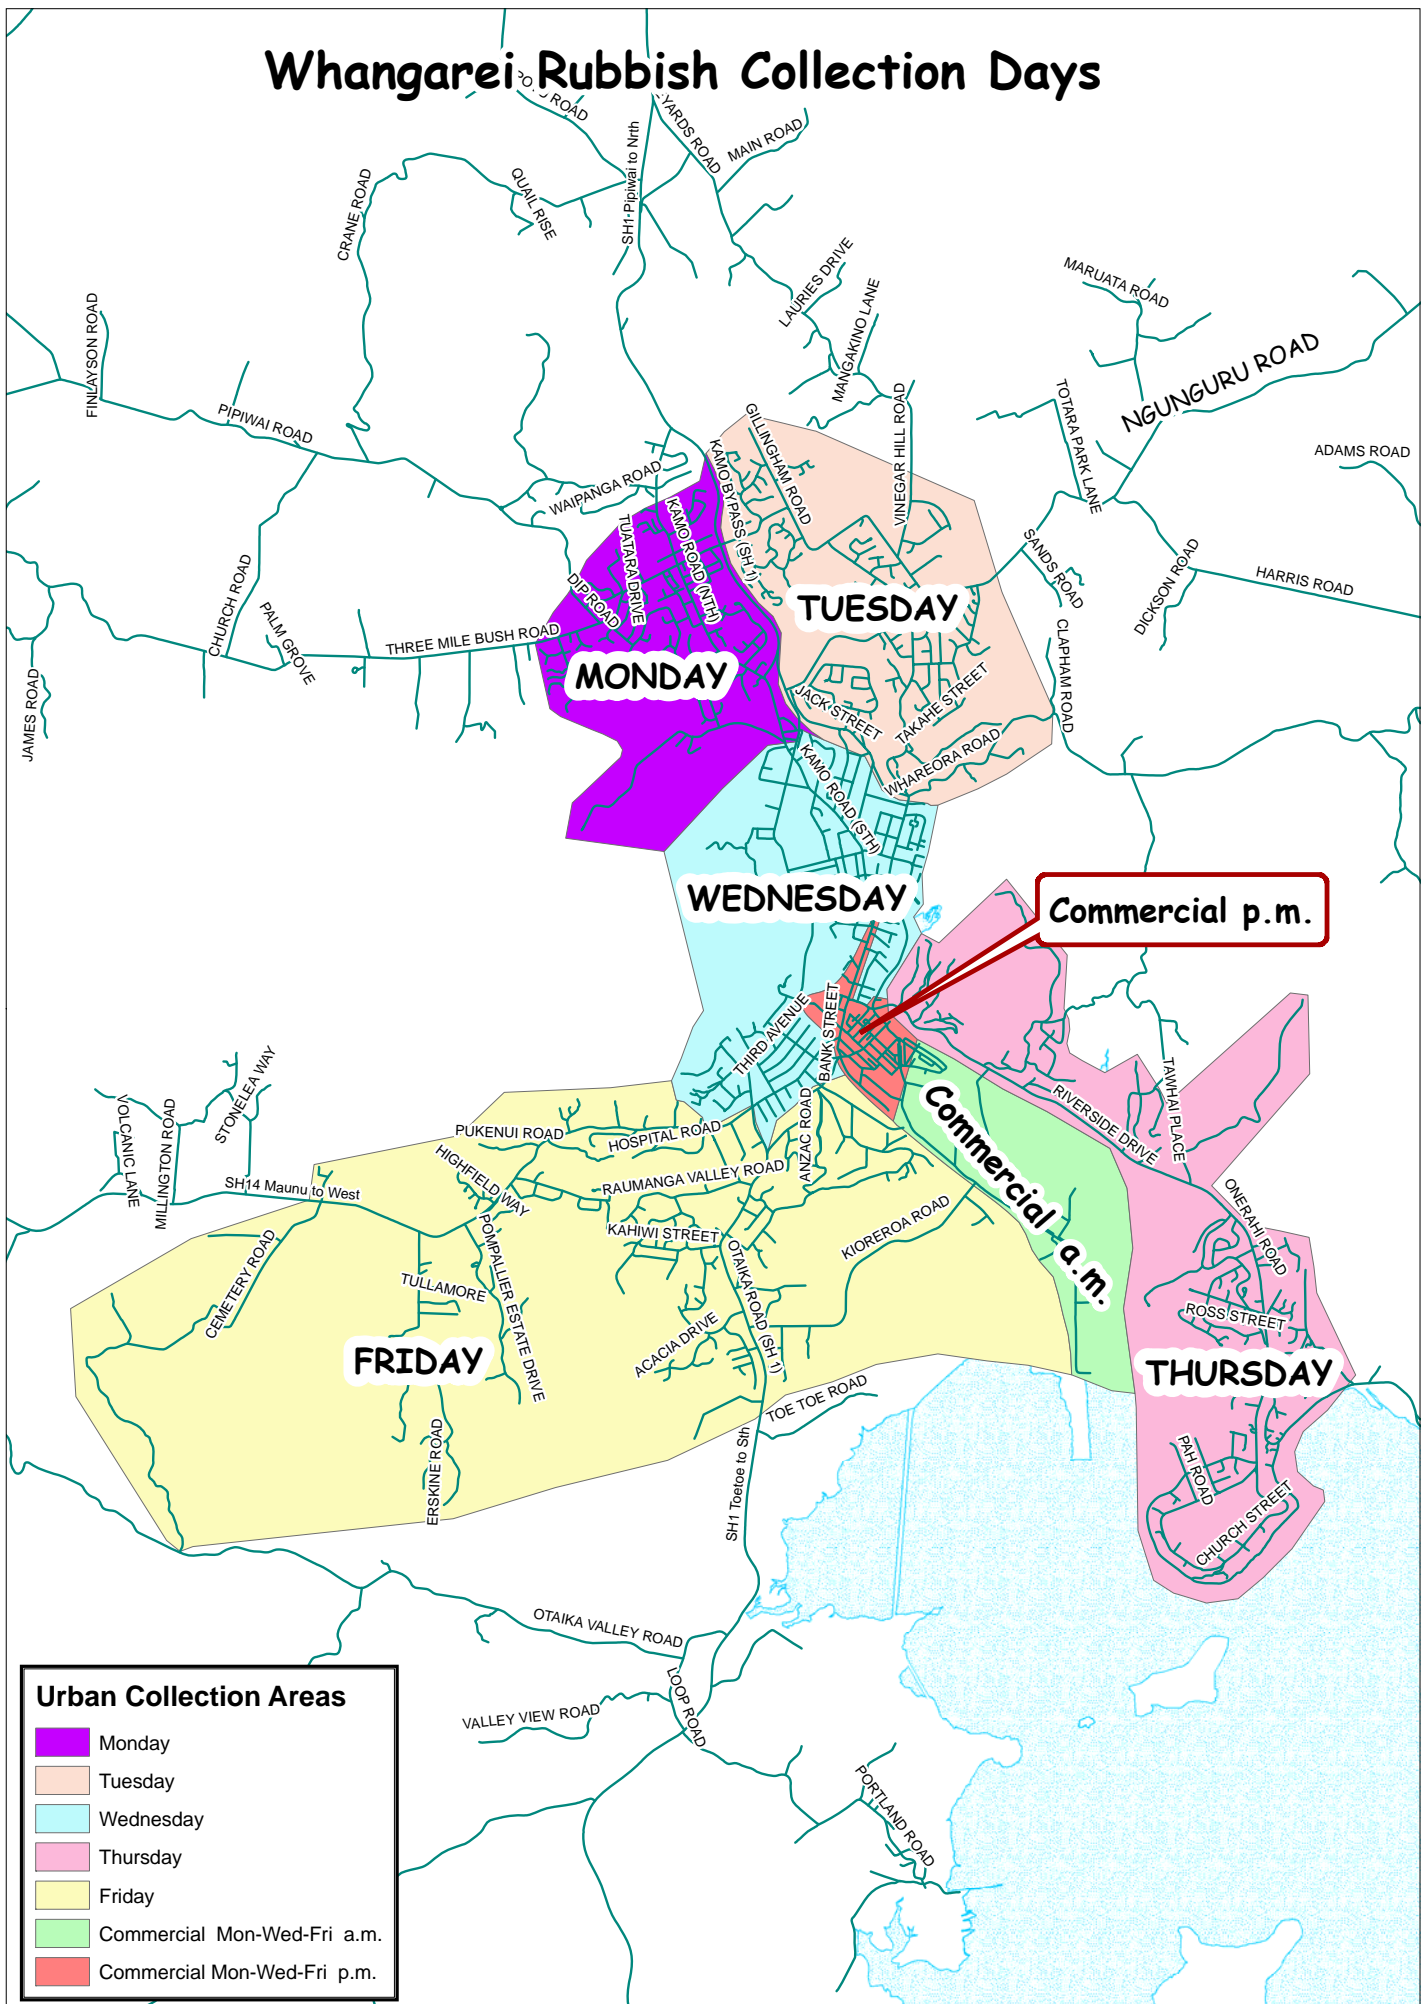 Whangarei Rubbish Collection Days
ROAD
YARDS ROAD
MAIN ROAD
SH1 Pipiwai to Nrth
QUAIL RISE
CRANE ROAD
LAURIES DRIVE
MANGAKINO LANE
MARUATA ROAD
FINLAYSON ROAD
NGUNGURU ROAD
PIPIWAI ROAD
GILLINGHAM ROAD
VINEGAR HILL ROAD
TOTARA PARK LANE
ADAMS ROAD
KAMO BYPASS (SH 1)
WAIPANGA ROAD
KAMO ROAD (NTH)
TUATARA DRIVE
SANDS ROAD
DICKSON ROAD
HARRIS ROAD
DIP ROAD
TUESDAY
CHURCH ROAD
PALM GROVE
THREE MILE BUSH ROAD
CLAPHAM ROAD
MONDAY
JAMES ROAD
JACK STREET
TAKAHE STREET
WHAREORA ROAD
KAMO ROAD (STH)
WEDNESDAY
Commercial p.m.
THIRD AVENUE
BANK STREET
STONELEA WAY
VOLCANIC LANE
MILLINGTON ROAD
TAWHAI PLACE
RIVERSIDE DRIVE
Commercial a.m.
PUKENUI ROAD
HOSPITAL ROAD
ANZAC ROAD
HIGHFIELD WAY
RAUMANGA VALLEY ROAD
SH14 Maunu to West
ONERAHI ROAD
KIOREROA ROAD
KAHIWI STREET
POMPALLIER ESTATE DRIVE
OTAIKA ROAD (SH 1)
CEMETERY ROAD
TULLAMORE
ROSS STREET
ACACIA DRIVE
FRIDAY
THURSDAY
TOE TOE ROAD
ERSKINE ROAD
SH1 Toetoe to Sth
PAH ROAD
CHURCH STREET
OTAIKA VALLEY ROAD
LOOP ROAD
VALLEY VIEW ROAD
PORTLAND ROAD
Urban Collection Areas
Monday
Tuesday
Wednesday
Thursday
Friday
Commercial Mon-Wed-Fri a.m.
Commercial Mon-Wed-Fri p.m.